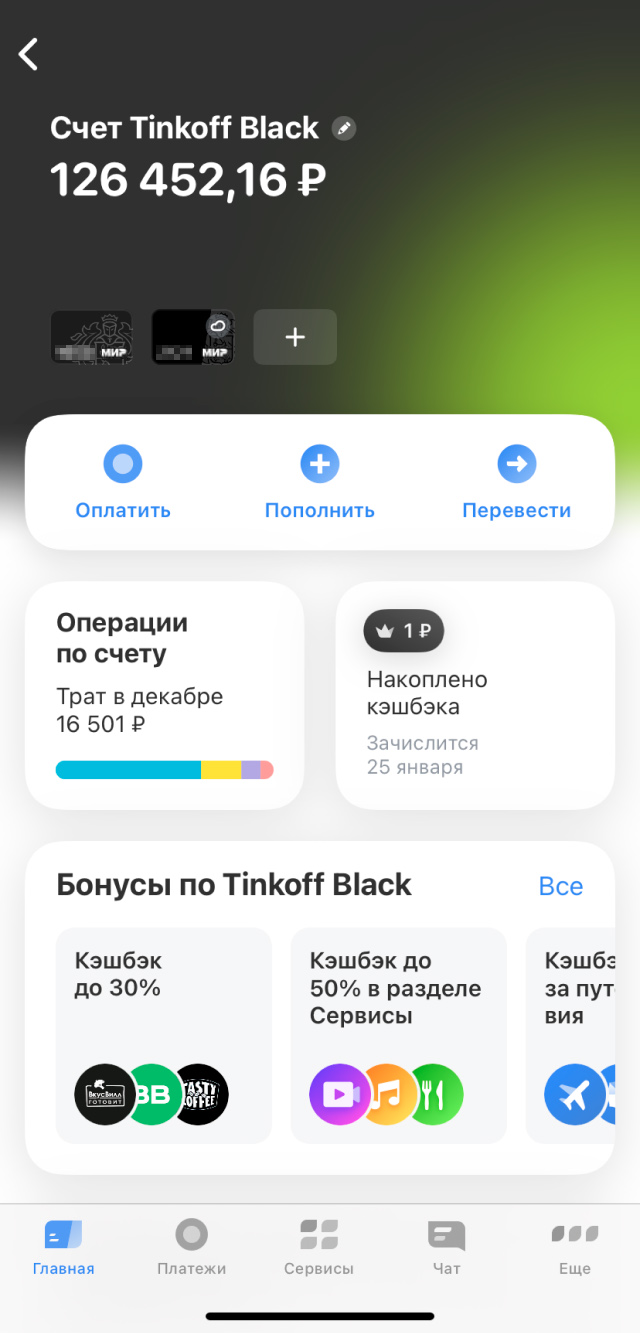 Счет Tinkoff Black
126 452,16 ₽
МИР
МИР
Оплатить
Пополнить
Перевести
Операции
по счету
Трат в декабре
16 501 ₽
1 ₽
Накоплено
кэшбэка
Зачислится
25 января
Бонусы по Tinkoff Black
Все
Кэшбэк
до 30%
ВкусВилл
ГОТОВИТ
BB
TASTY
COFFEE
Кэшбэк до
50% в разделе
Сервисы
Кэшбэ
за пут
вия
Главная
Платежи
Сервисы
Чат
Еще